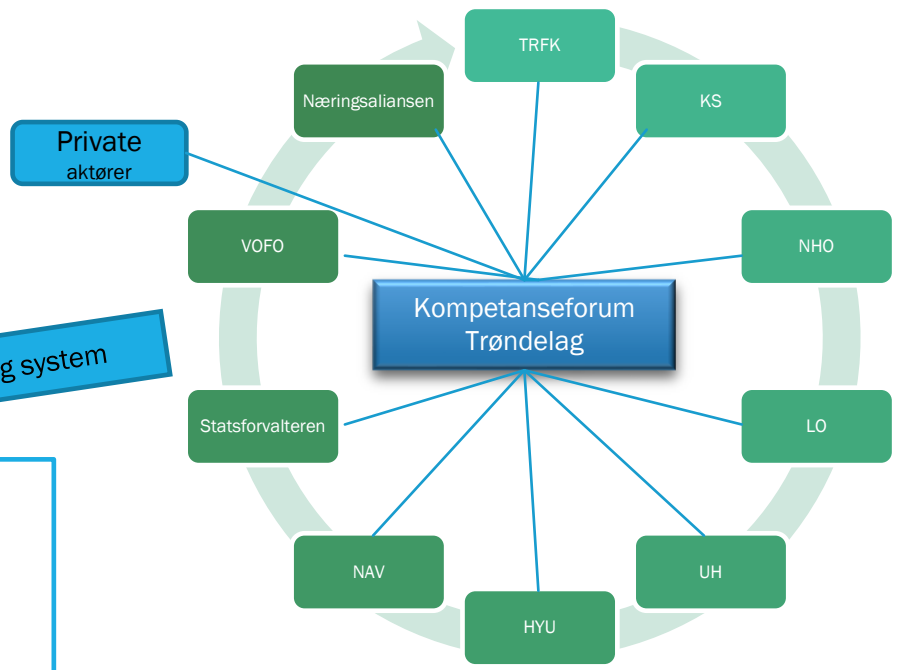 TRFK
Næringsaliansen
KS
Private
aktører
VOFO
NHO
Kompetanseforum
Trøndelag
g system
Statsforvalteren
LO
NAV
UH
HYU